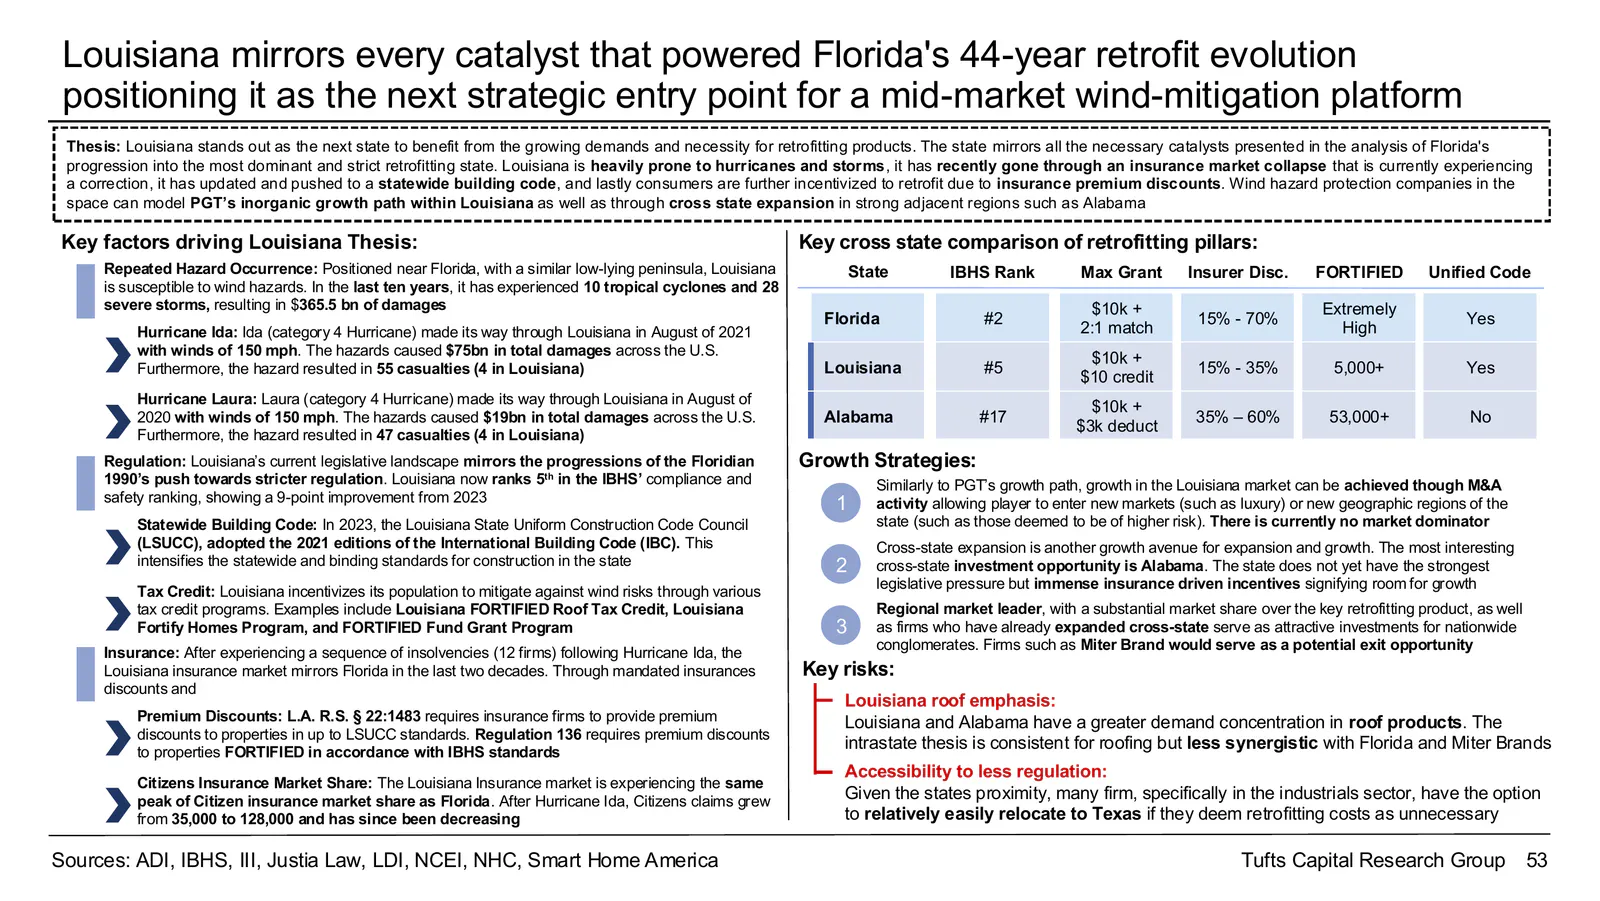 Louisiana mirrors every catalyst that powered Florida's 44-year retrofit evolution
positioning it as the next strategic entry point for a mid-market wind-mitigation platform
Thesis: Louisiana stands out as the next state to benefit from the growing demands and necessity for retrofitting products. The state mirrors all the necessary catalysts presented in the analysis of Florida's
progression into the most dominant and strict retrofitting state. Louisiana is heavily prone to hurricanes and storms, it has recently gone through an insurance market collapse that is currently experiencing
a correction, it has updated and pushed to a statewide building code, and lastly consumers are further incentivized to retrofit due to insurance premium discounts. Wind hazard protection companies in the
space can model PGT's inorganic growth path within Louisiana as well as through cross state expansion in strong adjacent regions such as Alabama
Key factors driving Louisiana Thesis:
Repeated Hazard Occurrence: Positioned near Florida, with a similar low-lying peninsula, Louisiana
is susceptible to wind hazards. In the last ten years, it has experienced 10 tropical cyclones and 28
severe storms, resulting in $365.5 bn of damages
Hurricane Ida: Ida (category 4 Hurricane) made its way through Louisiana in August of 2021
with winds of 150 mph. The hazards caused $75bn in total damages across the U.S.
Furthermore, the hazard resulted in 55 casualties (4 in Louisiana)
Hurricane Laura: Laura (category 4 Hurricane) made its way through Louisiana in August of
2020 with winds of 150 mph. The hazards caused $19bn in total damages across the U.S.
Furthermore, the hazard resulted in 47 casualties (4 in Louisiana)
Regulation: Louisiana's current legislative landscape mirrors the progressions of the Floridian
1990's push towards stricter regulation. Louisiana now ranks 5th in the IBHS' compliance and
safety ranking, showing a 9-point improvement from 2023
Statewide Building Code: In 2023, the Louisiana State Uniform Construction Code Council
(LSUCC), adopted the 2021 editions of the International Building Code (IBC). This
intensifies the statewide and binding standards for construction in the state
Tax Credit: Louisiana incentivizes its population to mitigate against wind risks through various
tax credit programs. Examples include Louisiana FORTIFIED Roof Tax Credit, Louisiana
Fortify Homes Program, and FORTIFIED Fund Grant Program
Insurance: After experiencing a sequence of insolvencies (12 firms) following Hurricane Ida, the
Louisiana insurance market mirrors Florida in the last two decades. Through mandated insurances
discounts and
Premium Discounts: L.A. R.S. § 22:1483 requires insurance firms to provide premium
discounts to properties in up to LSUCC standards. Regulation 136 requires premium discounts
to properties FORTIFIED in accordance with IBHS standards
Citizens Insurance Market Share: The Louisiana Insurance market is experiencing the same
peak of Citizen insurance market share as Florida. After Hurricane Ida, Citizens claims grew
from 35,000 to 128,000 and has since been decreasing
Key cross state comparison of retrofitting pillars:
State IBHS Rank Max Grant Insurer Disc. FORTIFIED Unified Code
Florida #2 $10k + 2:1 match 15% - 70% Extremely High Yes
Louisiana #5 $10k + $10 credit 15% - 35% 5,000+ Yes
Alabama #17 $10k + $3k deduct 35% – 60% 53,000+ No
Growth Strategies:
1
Similarly to PGT's growth path, growth in the Louisiana market can be achieved though M&A
activity allowing player to enter new markets (such as luxury) or new geographic regions of the
state (such as those deemed to be of higher risk). There is currently no market dominator
2
Cross-state expansion is another growth avenue for expansion and growth. The most interesting
cross-state investment opportunity is Alabama. The state does not yet have the strongest
legislative pressure but immense insurance driven incentives signifying room for growth
3
Regional market leader, with a substantial market share over the key retrofitting product, as well
as firms who have already expanded cross-state serve as attractive investments for nationwide
conglomerates. Firms such as Miter Brand would serve as a potential exit opportunity
Key risks:
Louisiana roof emphasis:
Louisiana and Alabama have a greater demand concentration in roof products. The
intrastate thesis is consistent for roofing but less synergistic with Florida and Miter Brands
Accessibility to less regulation:
Given the states proximity, many firm, specifically in the industrials sector, have the option
to relatively easily relocate to Texas if they deem retrofitting costs as unnecessary
Sources: ADI, IBHS, III, Justia Law, LDI, NCEI, NHC, Smart Home America
Tufts Capital Research Group 53